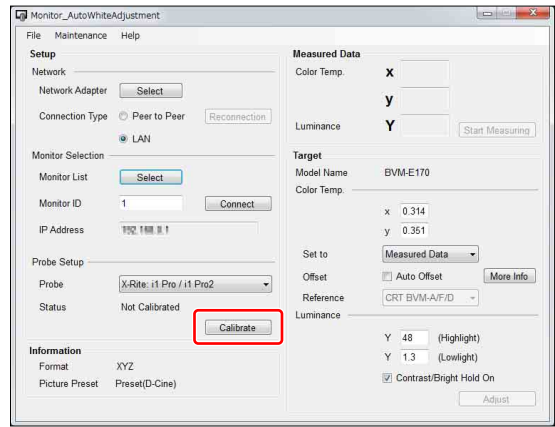 Monitor_AutoWhiteAdjustment
File Maintenance Help
Setup
Network
Network Adapter Select
Connection Type Peer to Peer Reconnection
LAN
Monitor Selection
Monitor List Select
Monitor ID 1 Connect
IP Address
Probe Setup
Probe X-Rite: i1 Pro / i1 Pro2
Status Not Calibrated
Calibrate
Information
Format XYZ
Picture Preset Preset(D-Cine)
Measured Data
Color Temp. x
y
Luminance Y Start Measuring
Target
Model Name BVM-E170
Color Temp.
x 0.314
y 0.351
Set to Measured Data
Offset Auto Offset More Info
Reference CRT BVM-A/F/D
Luminance
Y 48 (Highlight)
Y 1.3 (Lowlight)
Contrast/Bright Hold On
Adjust